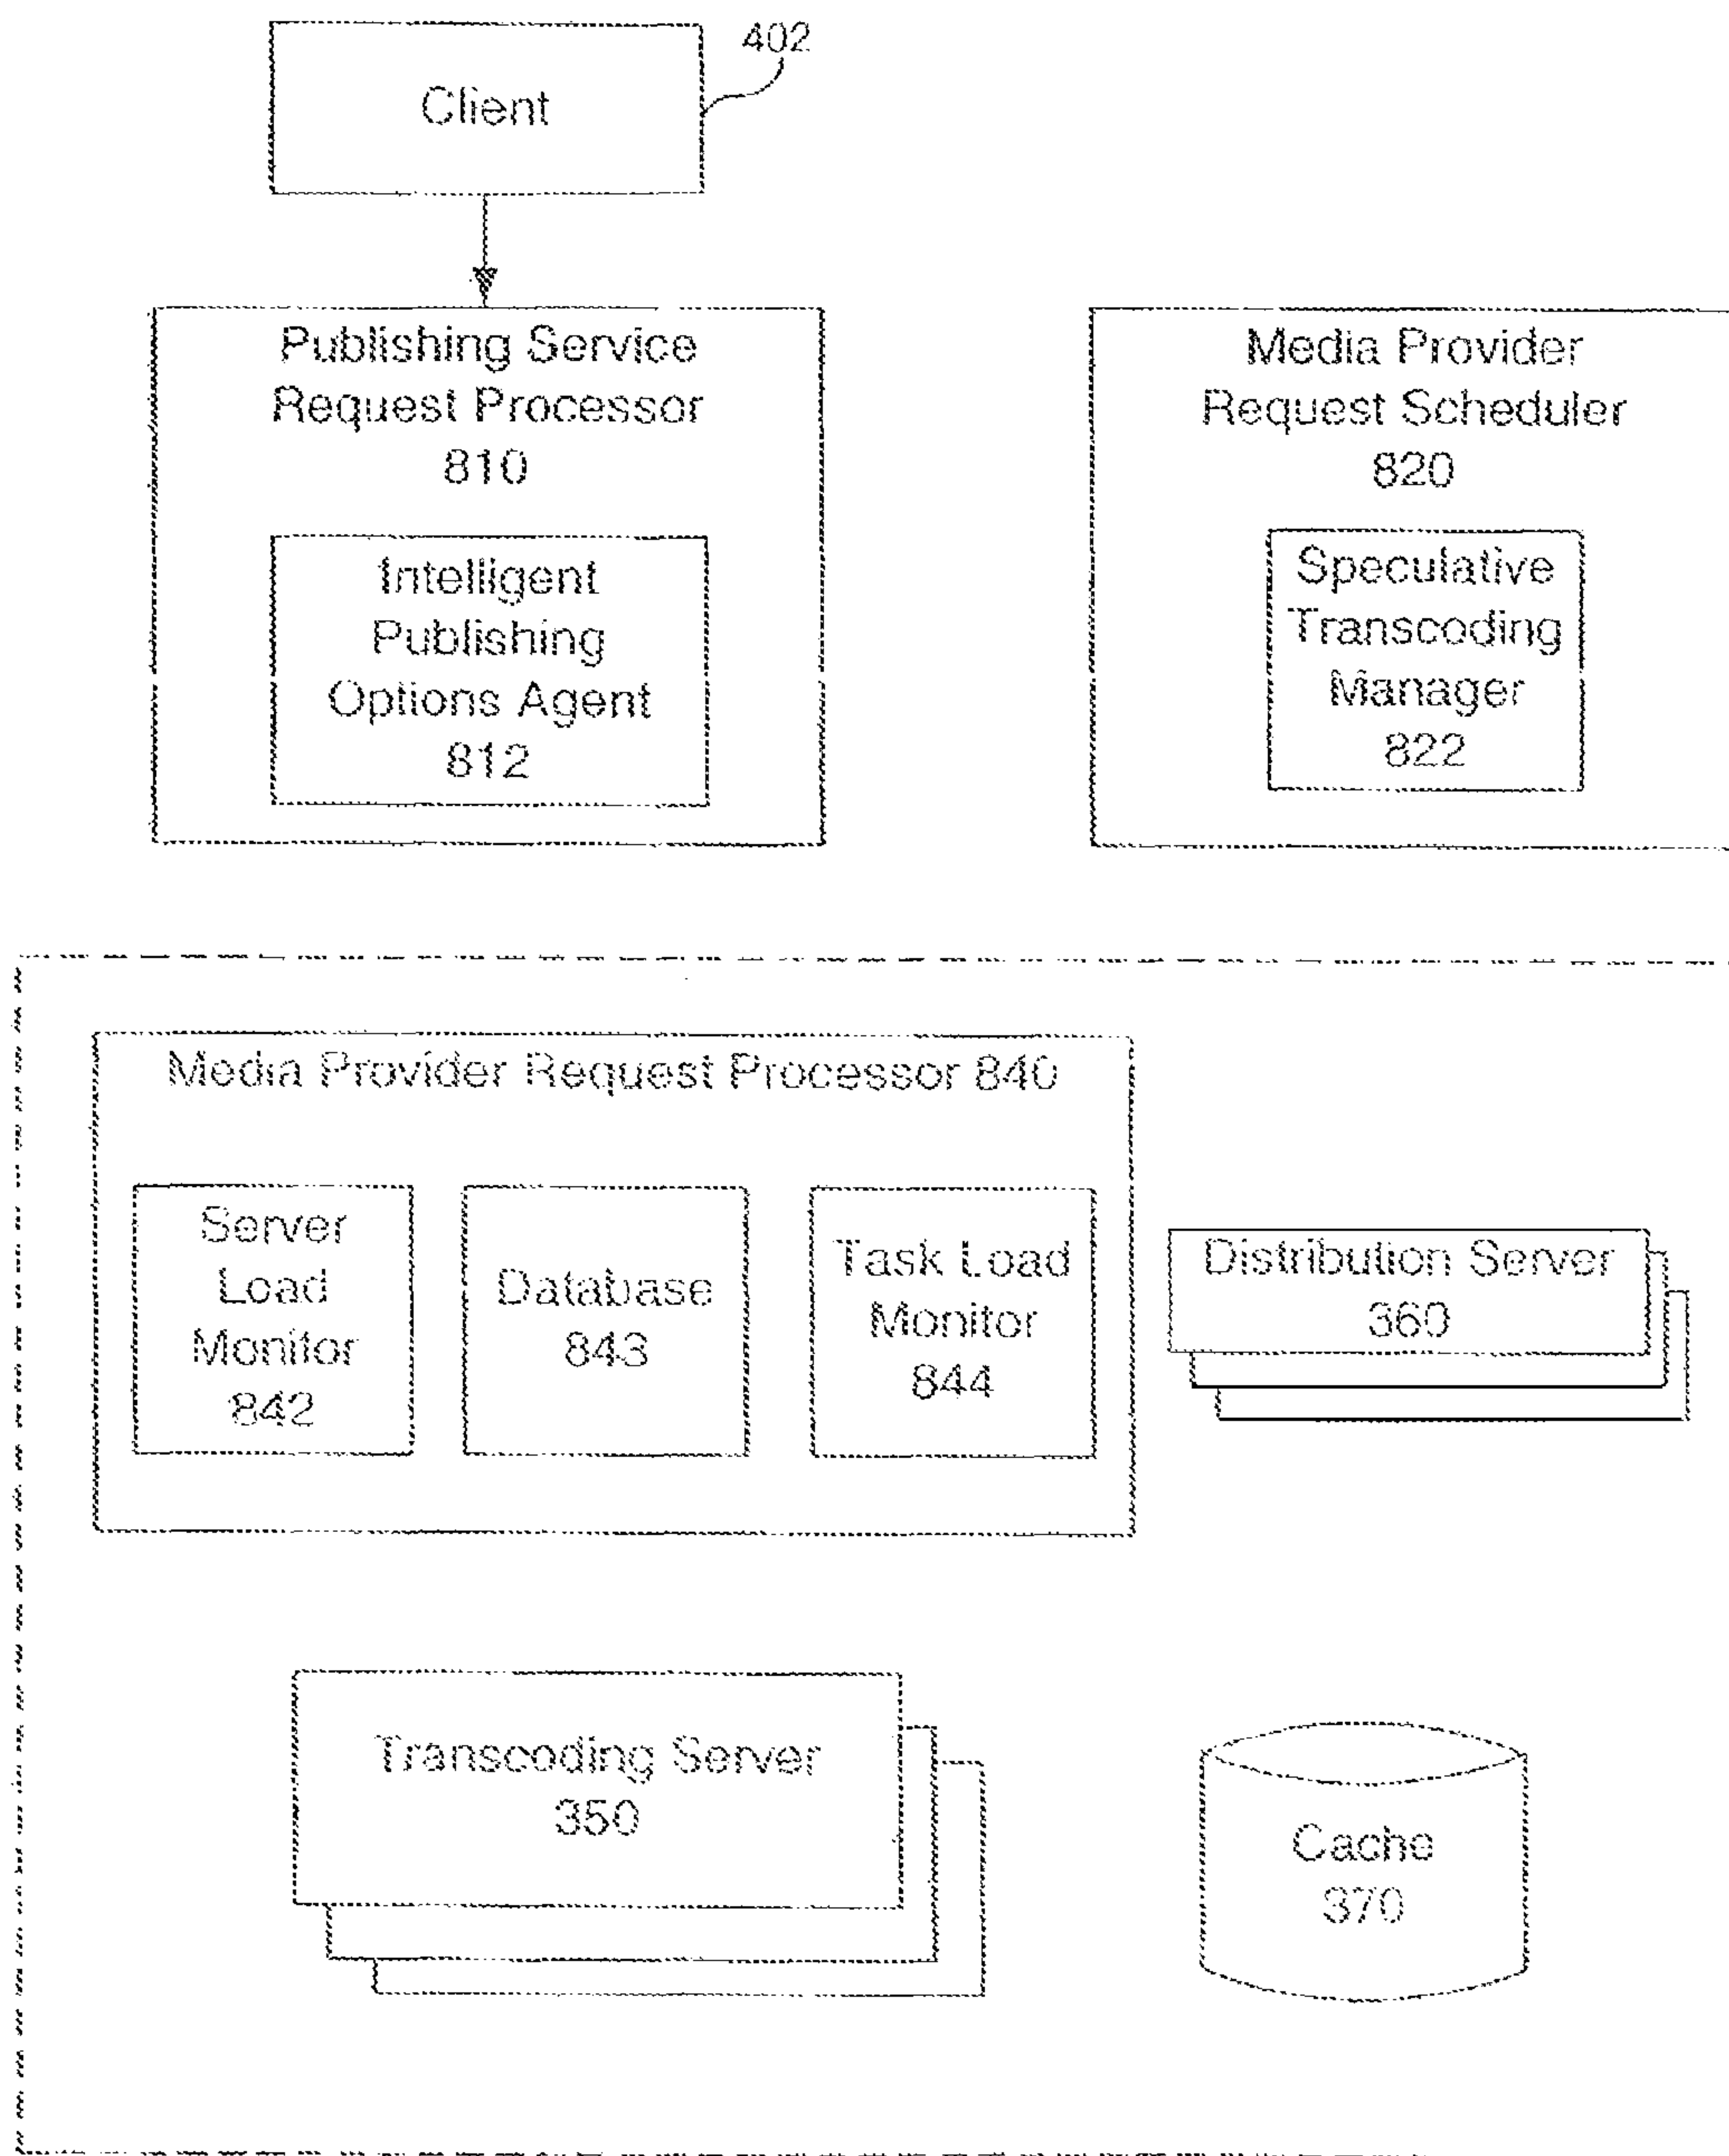 402
Client
Publishing Service
Request Processor
810
Intelligent
Publishing
Options Agent
812
Media Provider
Request Scheduler
820
Speculative
Transcoding
Manager
822
Media Provider Request Processor 840
Server
Load
Monitor
842
Database
843
Task Load
Monitor
844
Distribution Server
360
Transcoding Server
350
Cache
370